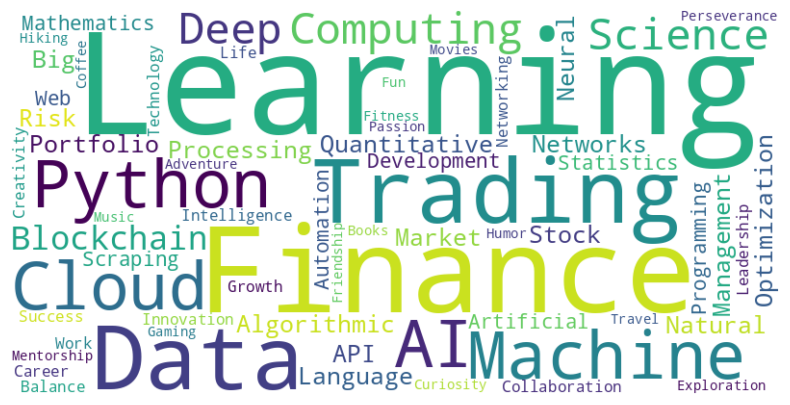 Mathematics
Deep
Computing
Science
Perseverance
Hiking
Coffee
Technology
Life
Movies
Neural
Big
Learning
Fun
Networking
Web
Risk
Fitness
Passion
Portfolio
Processing
Quantitative
Networks
Creativity
Python
Adventure
Development
Statistics
Trading
Optimization
Music
Intelligence
Automation
Friendship
Books
Programming
Management
Leadership
Blockchain
Scraping
Market
Humor
Stock
Cloud
Growth
Finance
Success
Innovation
Algorithmic
Artificial
Travel
Natural
Gaming
Work
Data
API
AI
Machine
Mentorship
Career
Language
Balance
Curiosity
Collaboration
Exploration